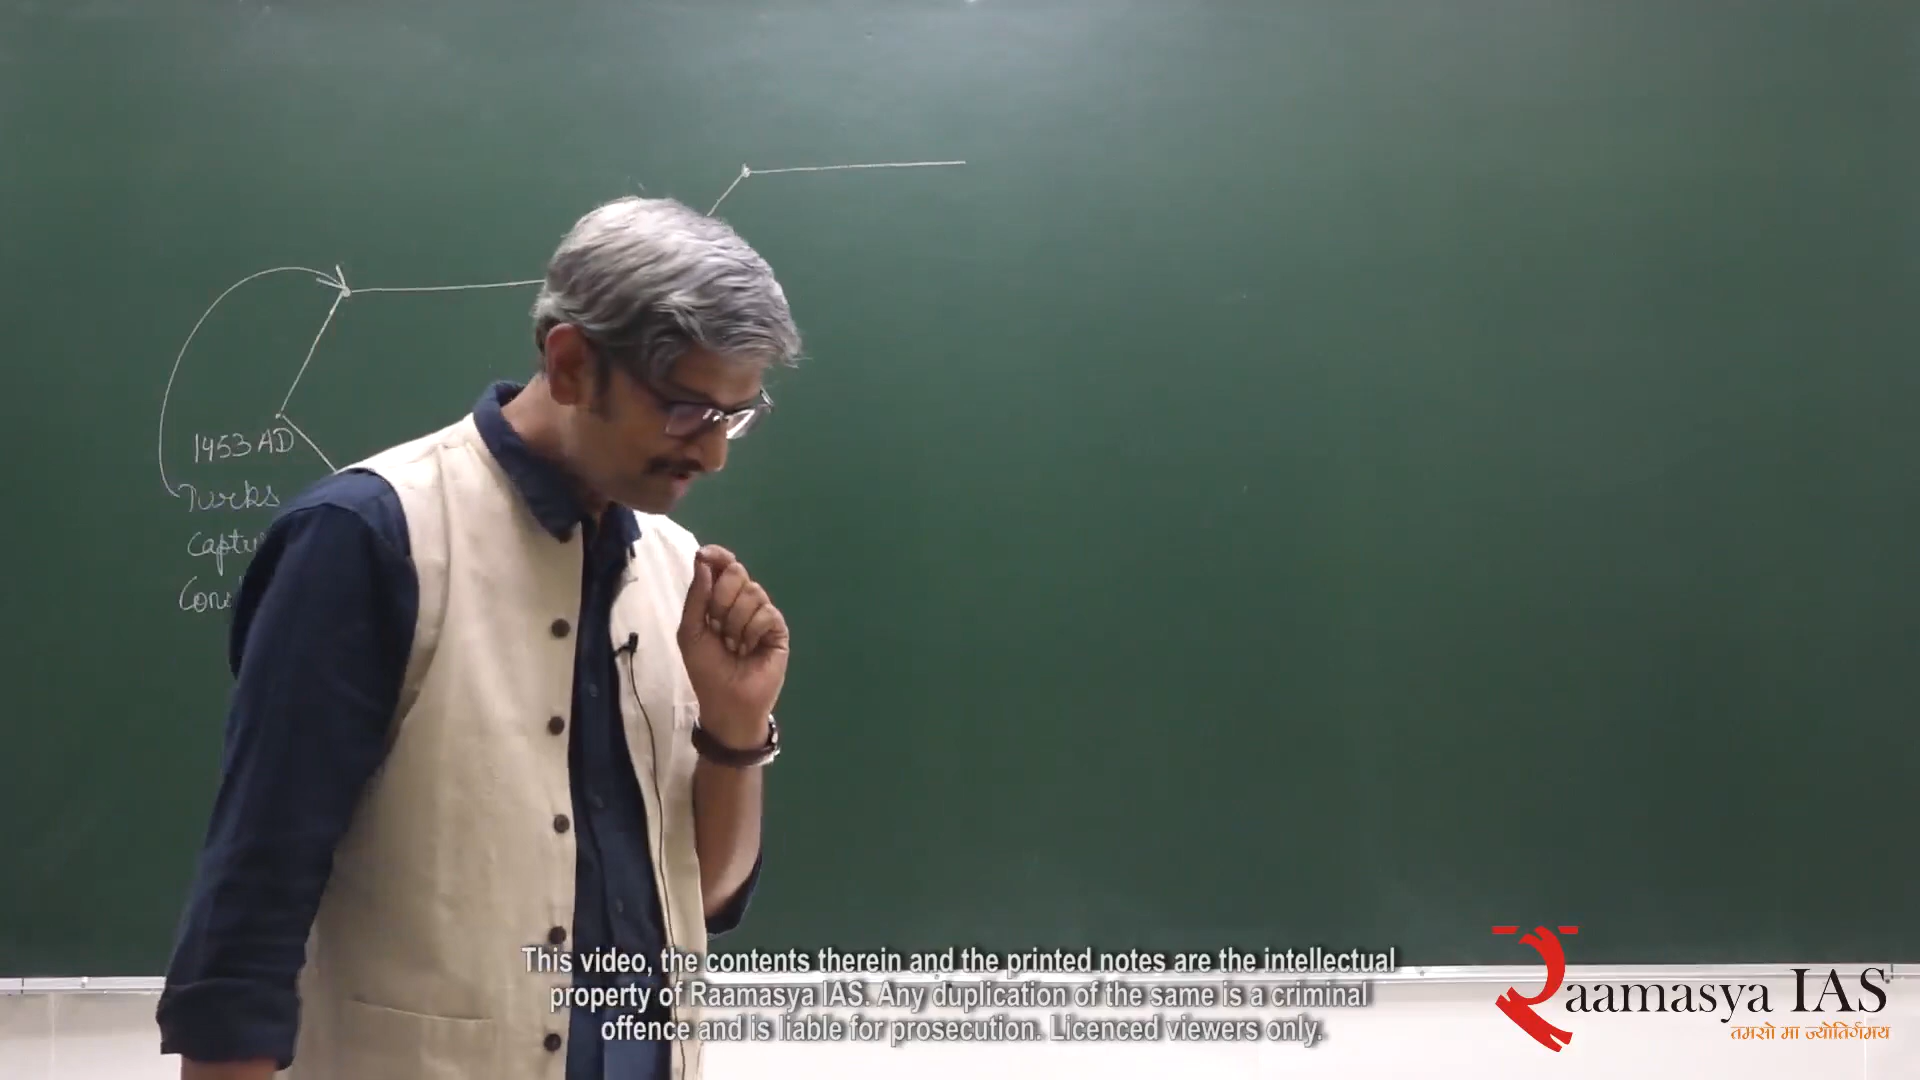 1453 AD
Turks
This video, the contents therein and the printed notes are the intellectual
property of Raamasya IAS. Any duplication of the same is a criminal
offence and is liable for prosecution. Licenced viewers only.
Raamasya IAS
तमसो मा ज्योतिर्गमय